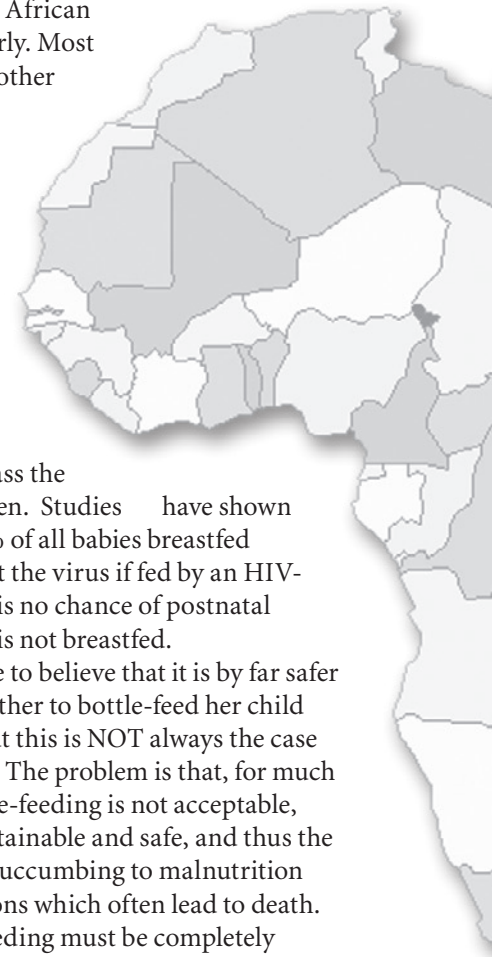 African
rly. Most
other
ass the
en. Studies have shown
of all babies breastfed
t the virus if fed by an HIV-
is no chance of postnatal
is not breastfed.
e to believe that it is by far safer
ther to bottle-feed her child
t this is NOT always the case
The problem is that, for much
e-feeding is not acceptable,
tainable and safe, and thus the
uccumbing to malnutrition
ons which often lead to death.
eding must be completely